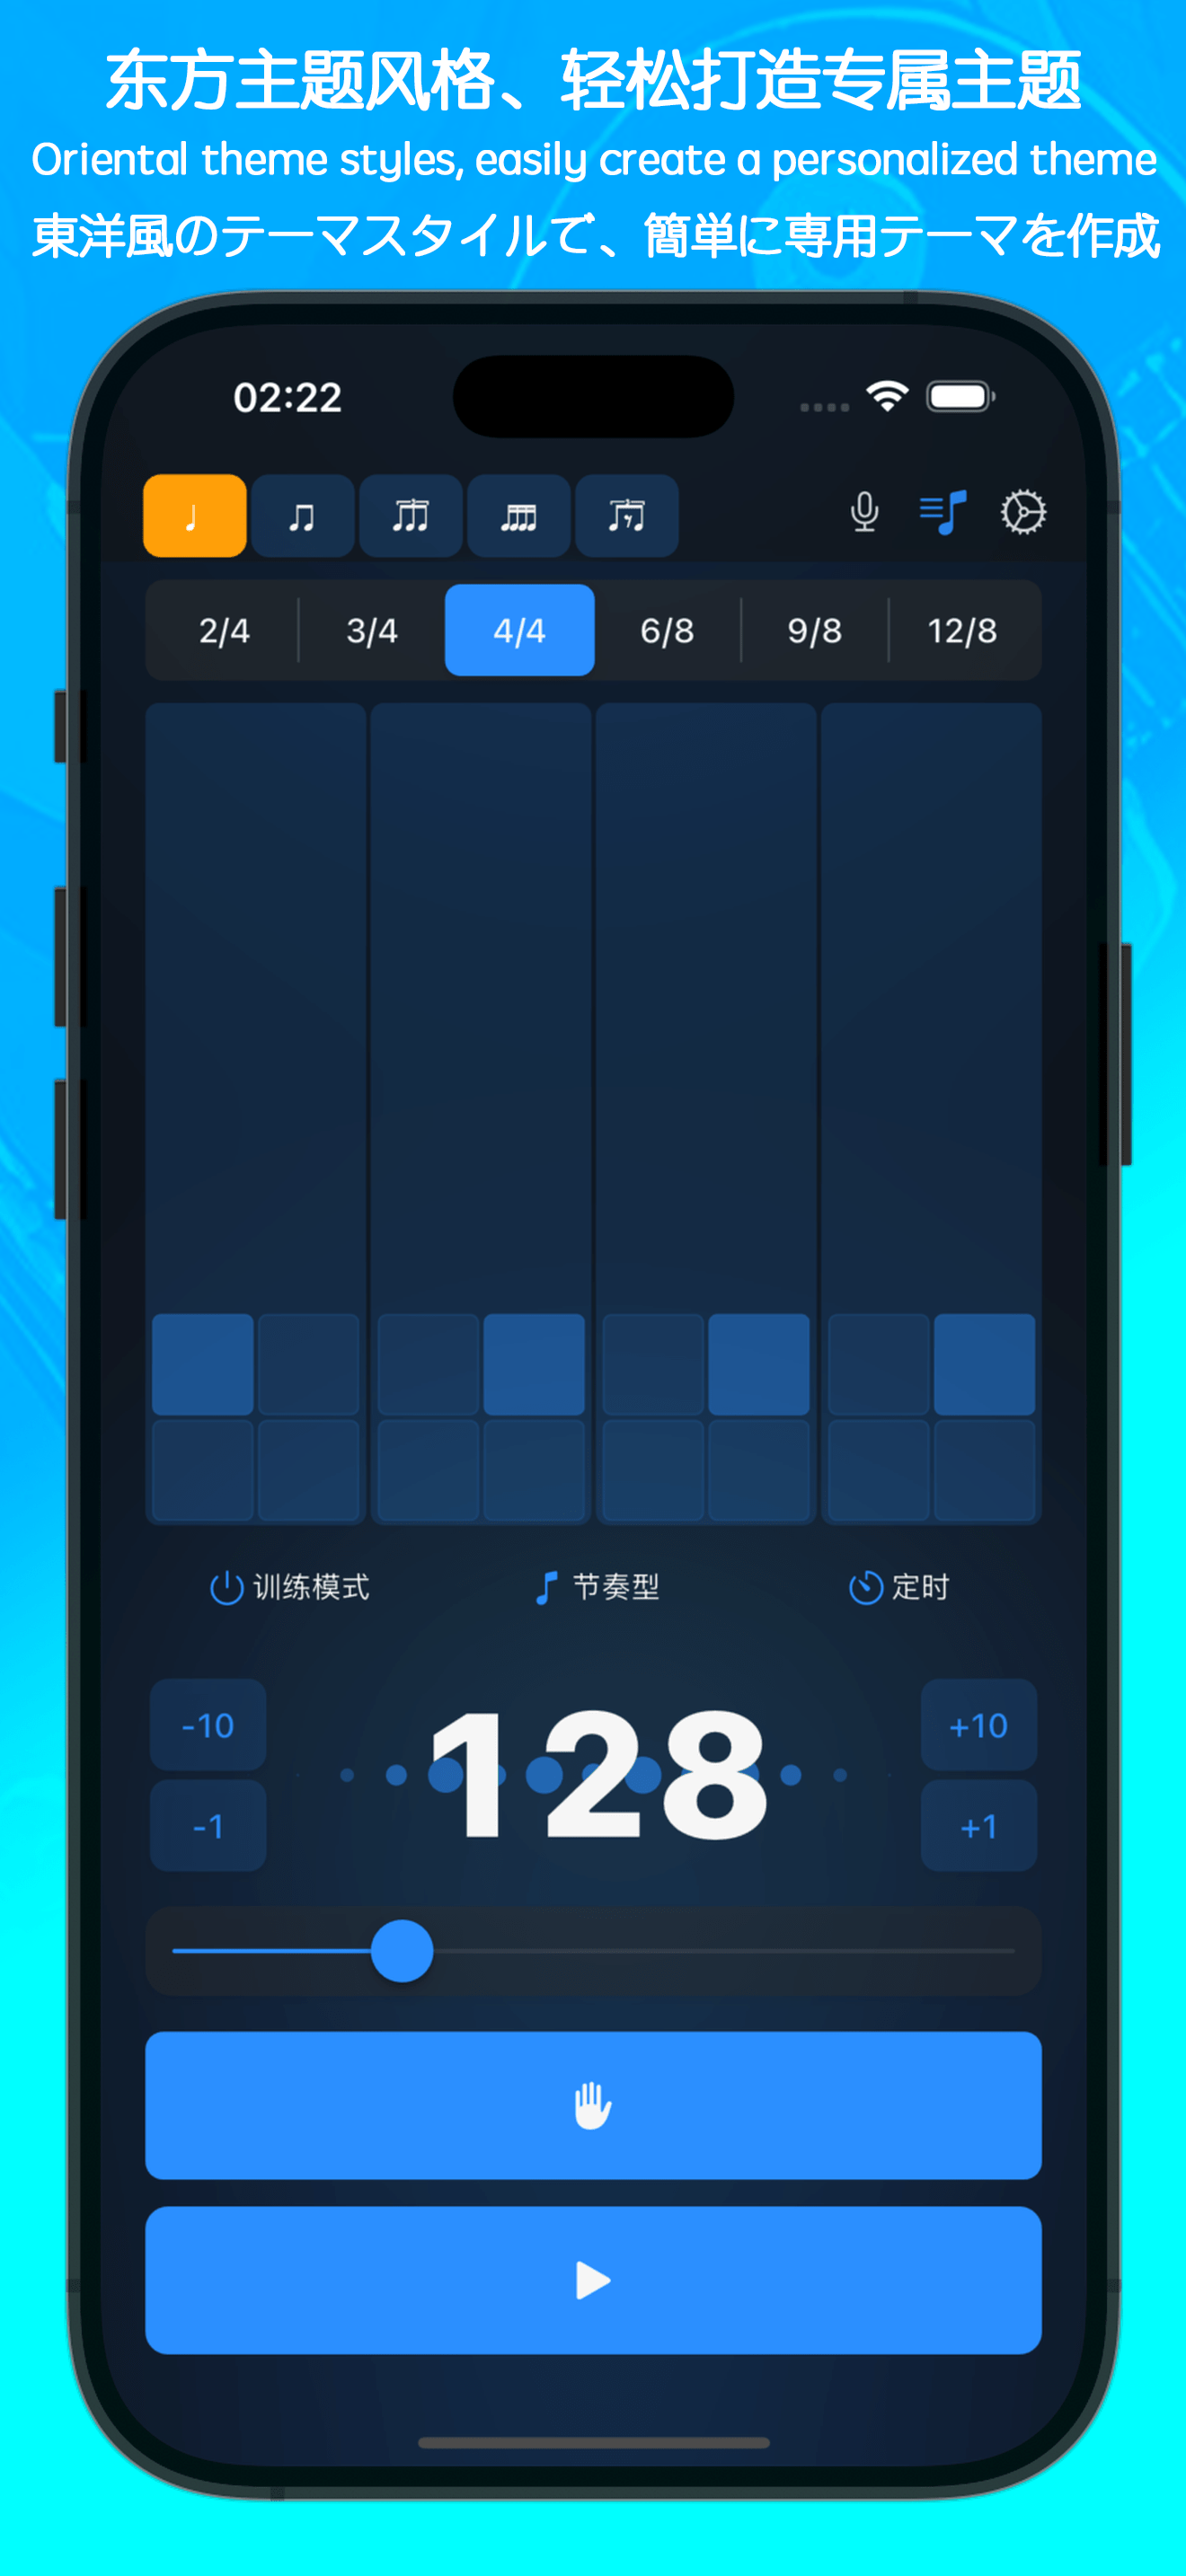 东方主题风格、轻松打造专属主题
Oriental theme styles, easily create a personalized theme
東洋風のテーマスタイルで、簡単に専用テーマを作成
02:22
2/4 3/4 4/4 6/8 9/8 12/8
训练模式 节奏型 定时
-10 128 +10
-1 +1